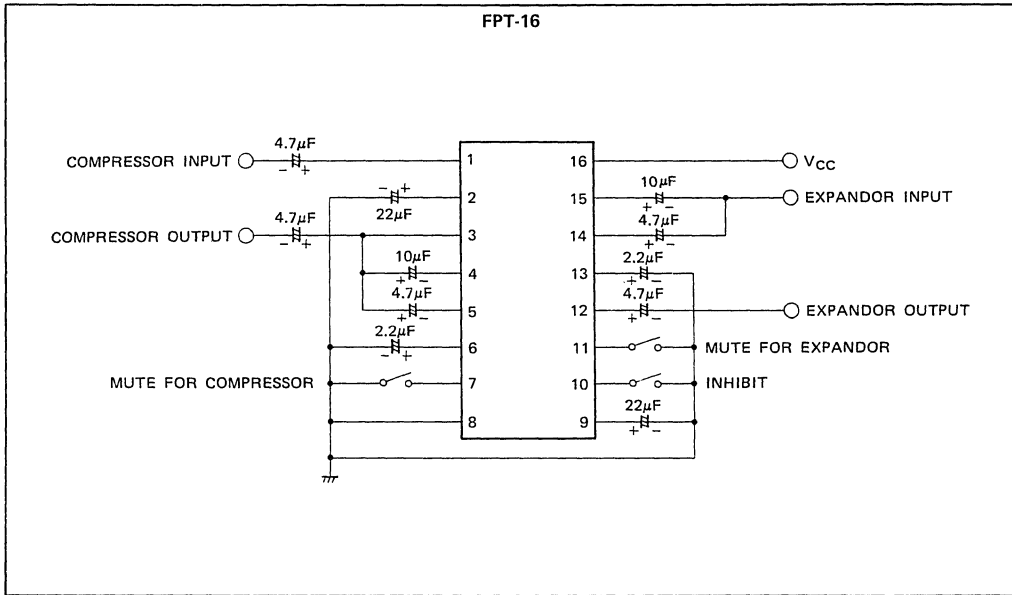 FPT-16
4.7µF
COMPRESSOR INPUT
- +
1
16
VCC
- +
22µF
2
15
10µF
+ -
EXPANDOR INPUT
4.7µF
COMPRESSOR OUTPUT
- +
3
14
4.7µF
+ -
10µF
+ -
4
13
2.2µF
+ -
4.7µF
+ -
5
12
4.7µF
+ -
EXPANDOR OUTPUT
2.2µF
- +
6
11
MUTE FOR EXPANDOR
MUTE FOR COMPRESSOR
7
10
INHIBIT
8
9
22µF
+ -